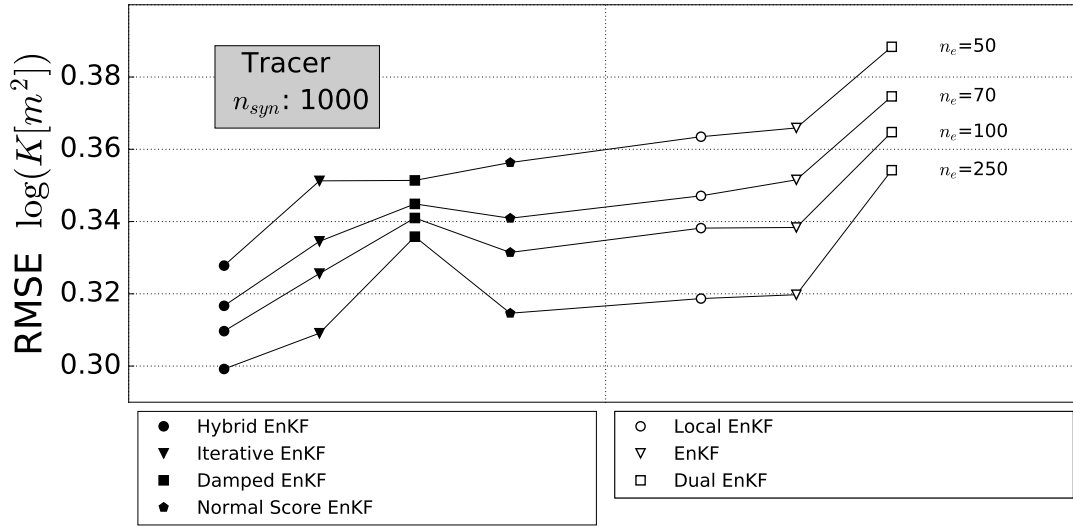 RMSE log(K[m²])
0.38
0.36
0.34
0.32
0.30
Tracer
n_syn: 1000
n_e=50
n_e=70
n_e=100
n_e=250
Hybrid EnKF
Iterative EnKF
Damped EnKF
Normal Score EnKF
Local EnKF
EnKF
Dual EnKF